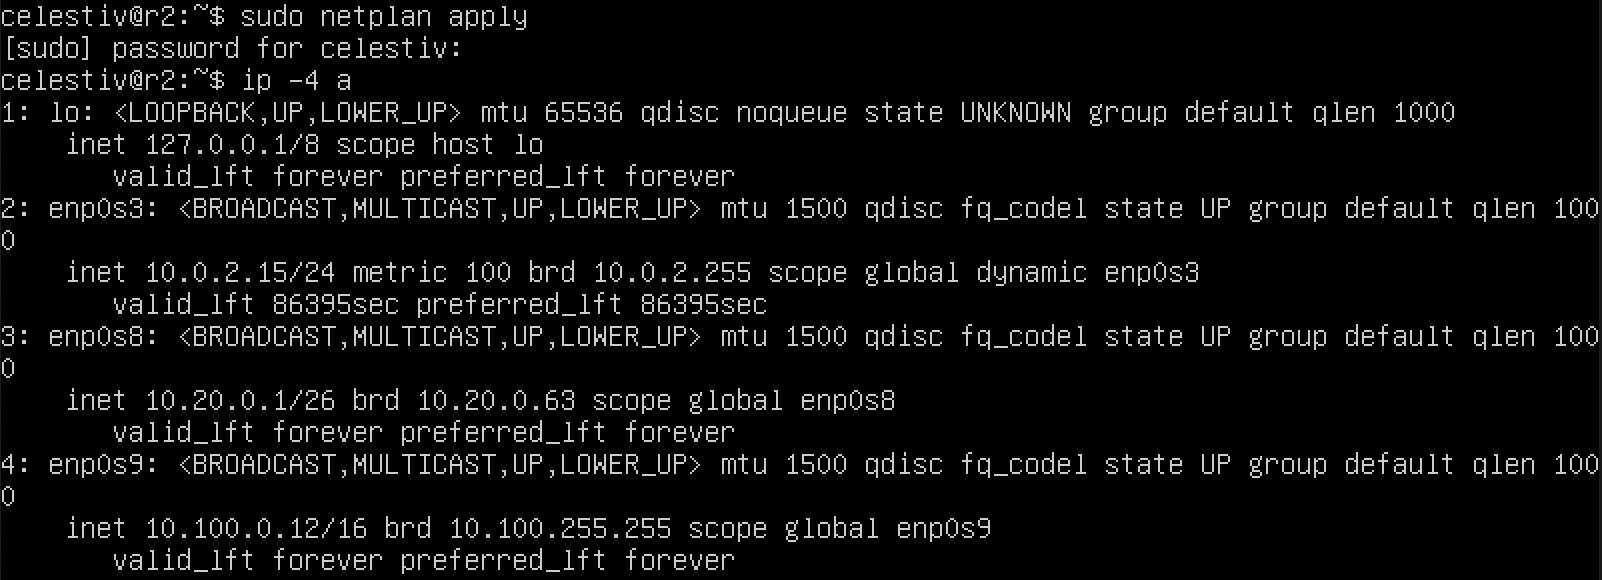 celestiv@r2:~$ sudo netplan apply
[sudo] password for celestiv:
celestiv@r2:~$ ip -4 a
1: lo: <LOOPBACK,UP,LOWER_UP> mtu 65536 qdisc noqueue state UNKNOWN group default qlen 1000
    inet 127.0.0.1/8 scope host lo
       valid_lft forever preferred_lft forever
2: enp0s3: <BROADCAST,MULTICAST,UP,LOWER_UP> mtu 1500 qdisc fq_codel state UP group default qlen 100
0
    inet 10.0.2.15/24 metric 100 brd 10.0.2.255 scope global dynamic enp0s3
       valid_lft 86395sec preferred_lft 86395sec
3: enp0s8: <BROADCAST,MULTICAST,UP,LOWER_UP> mtu 1500 qdisc fq_codel state UP group default qlen 100
0
    inet 10.20.0.1/26 brd 10.20.0.63 scope global enp0s8
       valid_lft forever preferred_lft forever
4: enp0s9: <BROADCAST,MULTICAST,UP,LOWER_UP> mtu 1500 qdisc fq_codel state UP group default qlen 100
0
    inet 10.100.0.12/16 brd 10.100.255.255 scope global enp0s9
       valid_lft forever preferred_lft forever